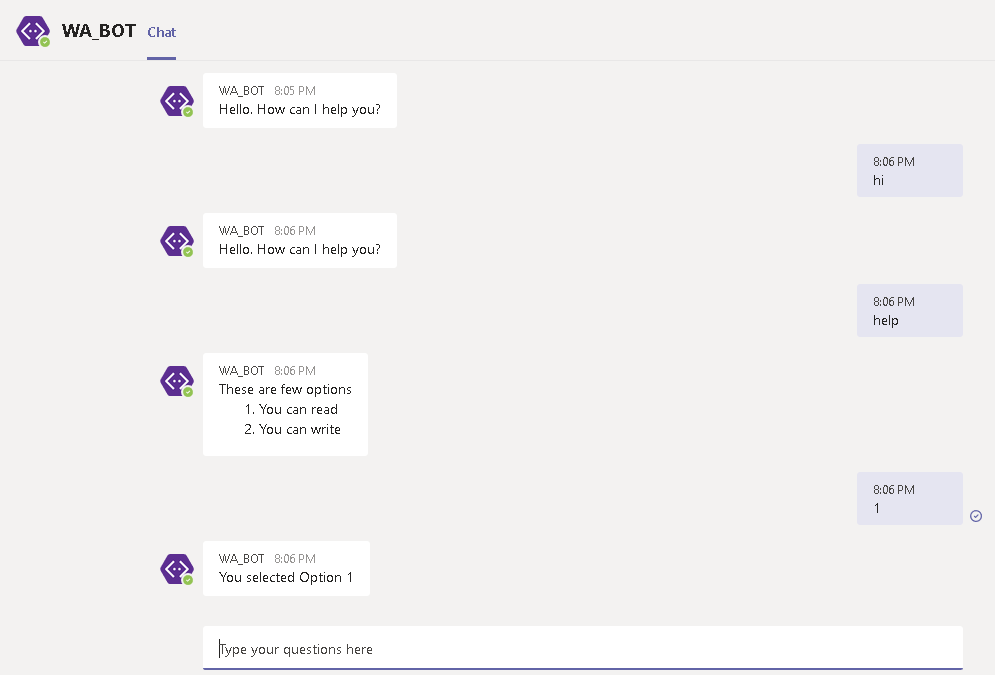 WA_BOT Chat
WA_BOT 8:05 PM
Hello. How can I help you?
8:06 PM
hi
WA_BOT 8:06 PM
Hello. How can I help you?
8:06 PM
help
WA_BOT 8:06 PM
These are few options
1. You can read
2. You can write
8:06 PM
1
WA_BOT 8:06 PM
You selected Option 1
Type your questions here